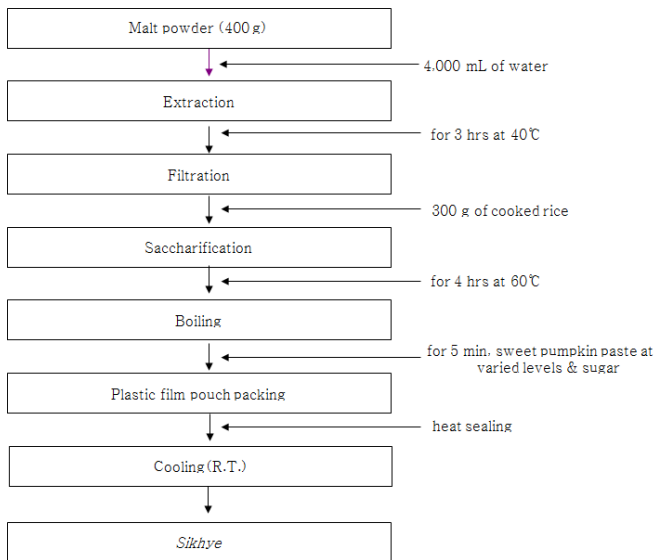 Malt powder (400 g)
4,000 mL of water
Extraction
for 3 hrs at 40℃
Filtration
300 g of cooked rice
Saccharification
for 4 hrs at 60℃
Boiling
for 5 min, sweet pumpkin paste at
varied levels & sugar
Plastic film pouch packing
heat sealing
Cooling(R.T.)
Sikhye